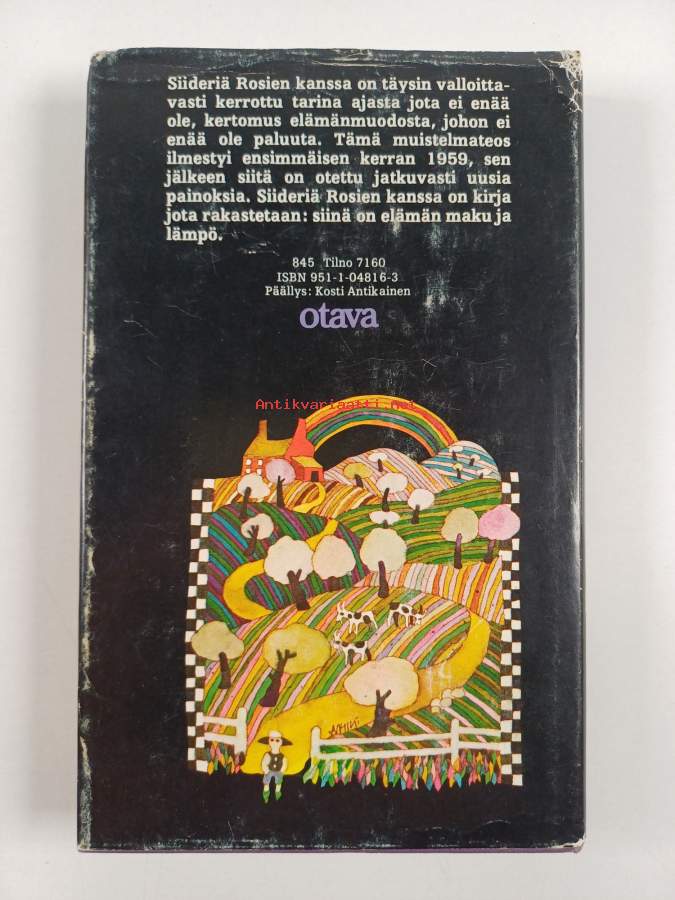 Siideriä Rosien kanssa on täysin valloitta-
vasti kerrottu tarina ajasta jota ei enää
ole, kertomus elämänmuodosta, johon ei
enää ole paluuta. Tämä muistelmateos
ilmestyi ensimmäisen kerran 1959, sen
jälkeen siitä on otettu jatkuvasti uusia
painoksia. Siideriä Rosien kanssa on kirja
jota rakastetaan: siinä on elämän maku ja
lämpö.
845 Tilno 7160
ISBN 951-1-04816-3
Päällys: Kosti Antikainen
otava
Antikvariaatti.net